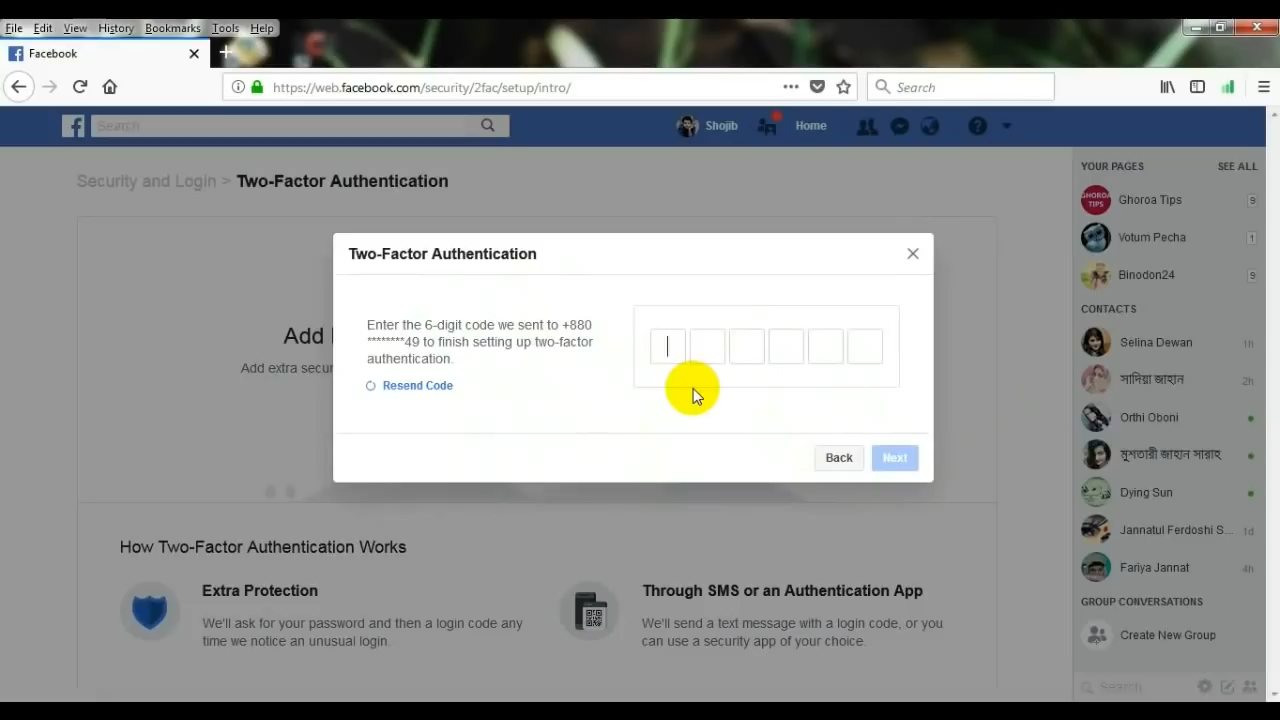 File Edit View History Bookmarks Tools Help
Facebook
https://web.facebook.com/security/2fac/setup/intro/
Search
Search
Shojib
Home
Security and Login > Two-Factor Authentication
Two-Factor Authentication
Enter the 6-digit code we sent to +880
********49 to finish setting up two-factor
authentication.
Resend Code
Back
Next
Add
Add extra secur
How Two-Factor Authentication Works
Extra Protection
We'll ask for your password and then a login code any
time we notice an unusual login.
Through SMS or an Authentication App
We'll send a text message with a login code, or you
can use a security app of your choice.
YOUR PAGES SEE ALL
GHOROA
TIPS
Ghoroa Tips 9
Votum Pecha 1
Binodon24 9
CONTACTS
Selina Dewan 1h
সাদিয়া জাহান 2h
Orthi Oboni
মুশতারী জাহান সারাহ
Dying Sun
Jannatul Ferdoshi S... 1d
Fariya Jannat 4h
GROUP CONVERSATIONS
Create New Group
Search